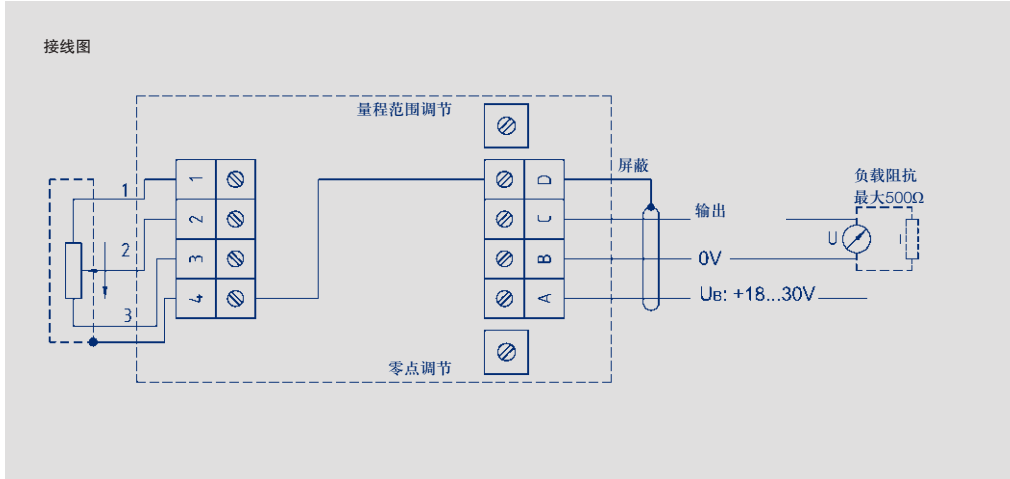 接线图
量程范围调节
屏蔽
负载阻抗
最大500Ω
1
1
D
输出
2
C
U
I
2
3
B
0V
4
A
UB: +18...30V
3
零点调节